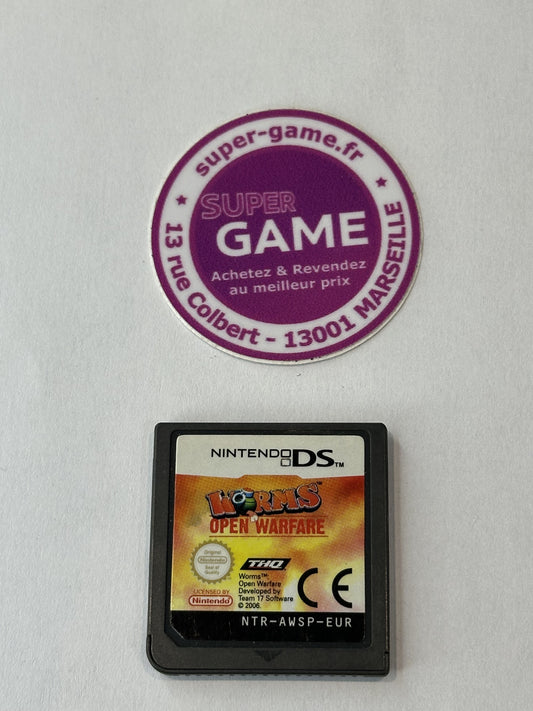 super-game.fr
SUPER
GAME
Achetez & Revendez
au meilleur prix
★ 13 rue Colbert - 13001 MARSEILLE ★
NINTENDO DS™
WORMS™
OPEN WARFARE
Original
Nintendo
Seal of
Quality
LICENSED BY
Nintendo
THQ
Worms™:
Open Warfare
Developed by
Team 17 Software
© 2006.
CE
NTR-AWSP-EUR